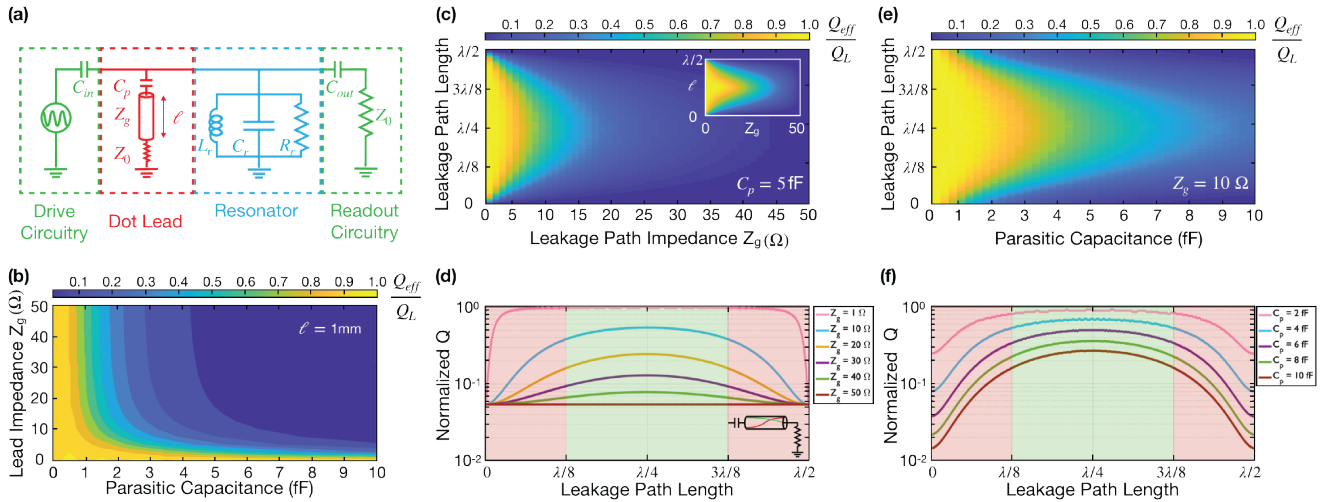 (a)
C_in
C_p
Z_g
ℓ
Z_0
L_r
C_r
R_r
C_out
Z_0
Drive
Circuitry
Dot Lead
Resonator
Readout
Circuitry
(b)
0.1 0.2 0.3 0.4 0.5 0.6 0.7 0.8 0.9 1.0
Q_eff
Q_L
Lead Impedance Z_g (Ω)
50
40
30
20
10
0
ℓ = 1mm
0 1 2 3 4 5 6 7 8 9 10
Parasitic Capacitance (fF)
(c)
0.1 0.2 0.3 0.4 0.5 0.6 0.7 0.8 0.9 1.0
Q_eff
Q_L
Leakage Path Length
λ/2
3λ/8
λ/4
λ/8
0
λ/2
ℓ
0
0 Z_g 50
C_p = 5 fF
0 5 10 15 20 25 30 35 40 45 50
Leakage Path Impedance Z_g (Ω)
(d)
Normalized Q
10^0
10^-1
10^-2
0 λ/8 λ/4 3λ/8 λ/2
Leakage Path Length
Z_g = 1 Ω
Z_g = 10 Ω
Z_g = 20 Ω
Z_g = 30 Ω
Z_g = 40 Ω
Z_g = 50 Ω
(e)
0.1 0.2 0.3 0.4 0.5 0.6 0.7 0.8 0.9 1.0
Q_eff
Q_L
Leakage Path Length
λ/2
3λ/8
λ/4
λ/8
0
Z_g = 10 Ω
0 1 2 3 4 5 6 7 8 9 10
Parasitic Capacitance (fF)
(f)
Normalized Q
10^0
10^-1
10^-2
0 λ/8 λ/4 3λ/8 λ/2
Leakage Path Length
C_p = 2 fF
C_p = 4 fF
C_p = 6 fF
C_p = 8 fF
C_p = 10 fF